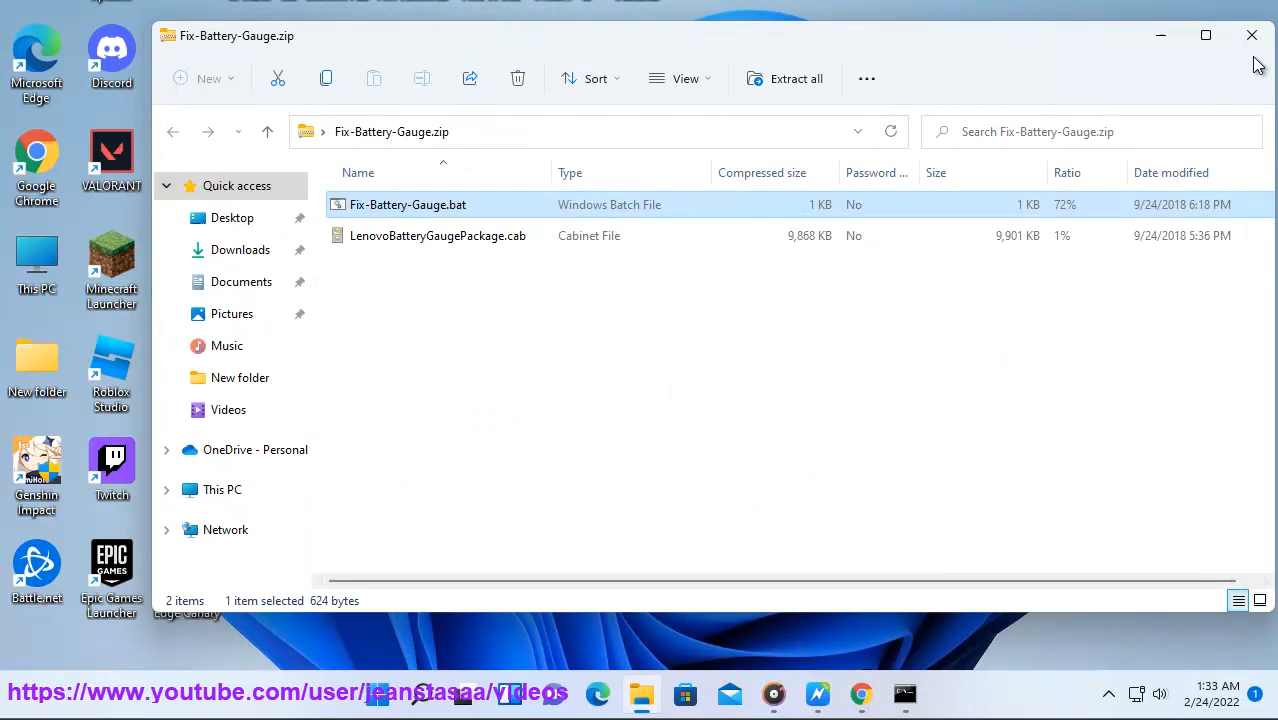 Fix-Battery-Gauge.zip
New
Sort
View
Extract all
Fix-Battery-Gauge.zip
Search Fix-Battery-Gauge.zip
Name Type Compressed size Password ... Size Ratio Date modified
Fix-Battery-Gauge.bat Windows Batch File 1 KB No 1 KB 72% 9/24/2018 6:18 PM
LenovoBatteryGaugePackage.cab Cabinet File 9,868 KB No 9,901 KB 1% 9/24/2018 5:36 PM
Quick access
Desktop
Downloads
Documents
Pictures
Music
New folder
Videos
OneDrive - Personal
This PC
Network
2 items 1 item selected 624 bytes
Microsoft
Edge
Discord
Google
Chrome
VALORANT
This PC
Minecraft
Launcher
New folder
Roblox
Studio
Genshin
Impact
Twitch
Battle.net
Epic Games
Launcher
Edge Canary
https://www.youtube.com/user/jeanstasaa/videos
1:33 AM
2/24/2022
1